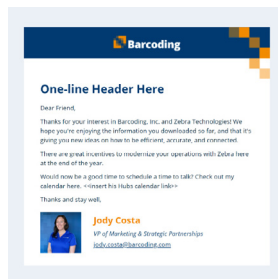 Barcoding
One-line Header Here
Dear Friend,
Thanks for your interest in Barcoding, Inc. and Zebra Technologies! We
hope you're enjoying the information you downloaded so far, and that it's
giving you new ideas on how to be efficient, accurate, and connected.
There are great incentives to modernize your operations with Zebra here
at the end of the year.
Would now be a good time to schedule a time to talk? Check out my
calendar here. <<insert his Hubs calendar link>>
Thanks and stay well,
Jody Costa
VP of Marketing & Strategic Partnerships
jody.costa@barcoding.com